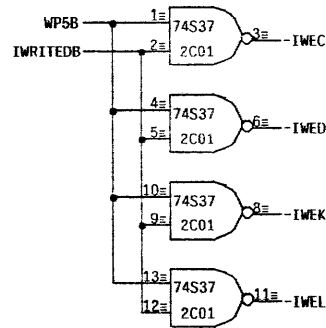 WP5B 1≡ 74S37 3≡ -IWEC
IWRITEDB 2≡ 2C01
4≡ 74S37 6≡ -IWED
5≡ 2C01
10≡ 74S37 8≡ -IWEK
9≡ 2C01
13≡ 74S37 11≡ -IWEL
12≡ 2C01